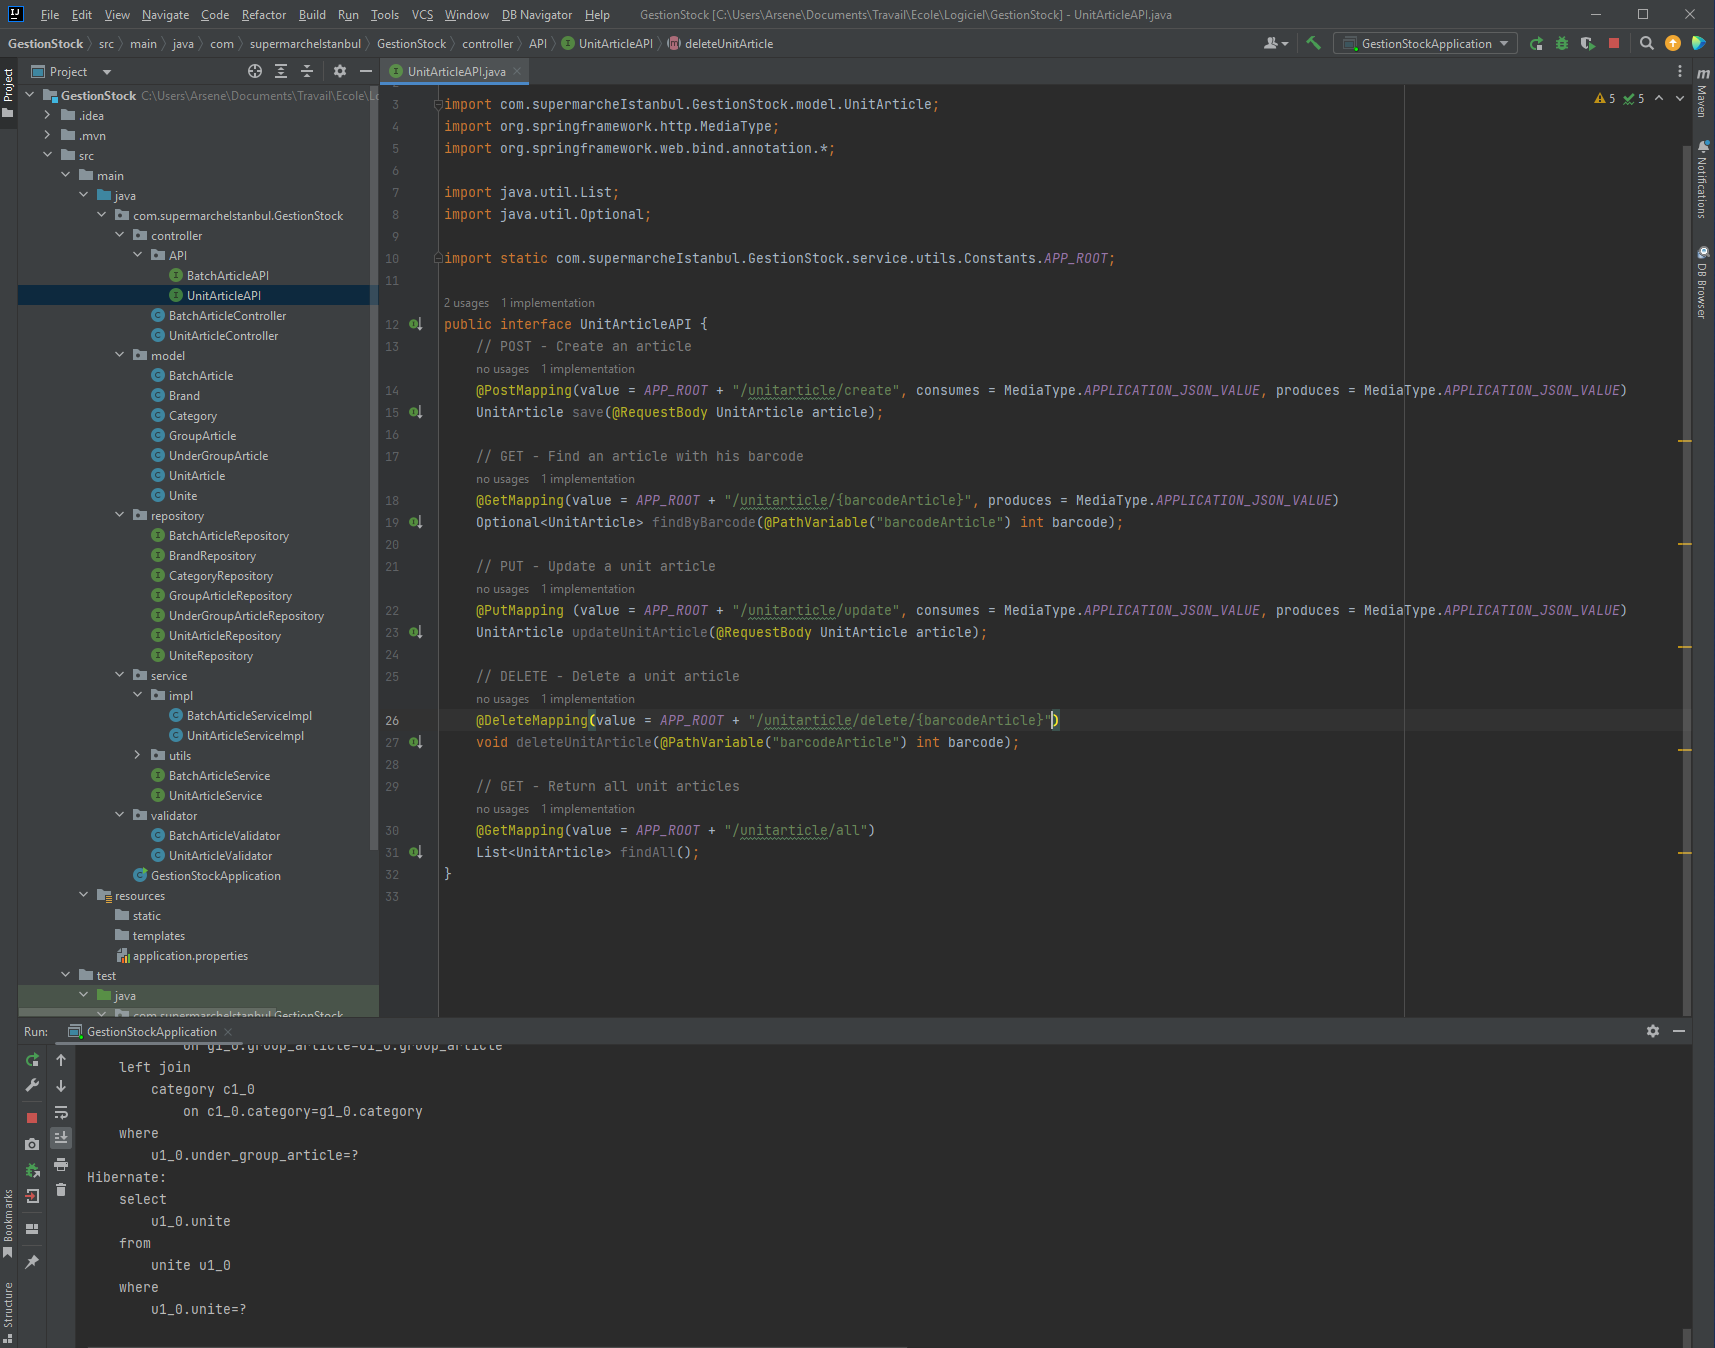 File Edit View Navigate Code Refactor Build Run Tools VCS Window DB Navigator Help GestionStock [C:\Users\Arsene\Documents\Travail\Ecole\Logiciel\GestionStock] - UnitArticleAPI.java
GestionStock src main java com supermarcheIstanbul GestionStock controller API UnitArticleAPI deleteUnitArticle
GestionStockApplication
Project
UnitArticleAPI.java
Project
GestionStock C:\Users\Arsene\Documents\Travail\Ecole\Lo
.idea
.mvn
src
main
java
com.supermarcheIstanbul.GestionStock
controller
API
BatchArticleAPI
UnitArticleAPI
BatchArticleController
UnitArticleController
model
BatchArticle
Brand
Category
GroupArticle
UnderGroupArticle
UnitArticle
Unite
repository
BatchArticleRepository
BrandRepository
CategoryRepository
GroupArticleRepository
UnderGroupArticleRepository
UnitArticleRepository
UniteRepository
service
impl
BatchArticleServiceImpl
UnitArticleServiceImpl
utils
BatchArticleService
UnitArticleService
validator
BatchArticleValidator
UnitArticleValidator
GestionStockApplication
resources
static
templates
application.properties
test
java
com.supermarcheIstanbul.GestionStock
5 5
3 import com.supermarcheIstanbul.GestionStock.model.UnitArticle;
4 import org.springframework.http.MediaType;
5 import org.springframework.web.bind.annotation.*;
6
7 import java.util.List;
8 import java.util.Optional;
9
10 import static com.supermarcheIstanbul.GestionStock.service.utils.Constants.APP_ROOT;
11
2 usages 1 implementation
12 public interface UnitArticleAPI {
13 // POST - Create an article
no usages 1 implementation
14 @PostMapping(value = APP_ROOT + "/unitarticle/create", consumes = MediaType.APPLICATION_JSON_VALUE, produces = MediaType.APPLICATION_JSON_VALUE)
15 UnitArticle save(@RequestBody UnitArticle article);
16
17 // GET - Find an article with his barcode
no usages 1 implementation
18 @GetMapping(value = APP_ROOT + "/unitarticle/{barcodeArticle}", produces = MediaType.APPLICATION_JSON_VALUE)
19 Optional<UnitArticle> findByBarcode(@PathVariable("barcodeArticle") int barcode);
20
21 // PUT - Update a unit article
no usages 1 implementation
22 @PutMapping (value = APP_ROOT + "/unitarticle/update", consumes = MediaType.APPLICATION_JSON_VALUE, produces = MediaType.APPLICATION_JSON_VALUE)
23 UnitArticle updateUnitArticle(@RequestBody UnitArticle article);
24
25 // DELETE - Delete a unit article
no usages 1 implementation
26 @DeleteMapping(value = APP_ROOT + "/unitarticle/delete/{barcodeArticle}")
27 void deleteUnitArticle(@PathVariable("barcodeArticle") int barcode);
28
29 // GET - Return all unit articles
no usages 1 implementation
30 @GetMapping(value = APP_ROOT + "/unitarticle/all")
31 List<UnitArticle> findAll();
32 }
33
Maven
Notifications
DB Browser
Run: GestionStockApplication
on g1_0.group_article=u1_0.group_article
left join
category c1_0
on c1_0.category=g1_0.category
where
u1_0.under_group_article=?
Hibernate:
select
u1_0.unite
from
unite u1_0
where
u1_0.unite=?
Bookmarks
Structure